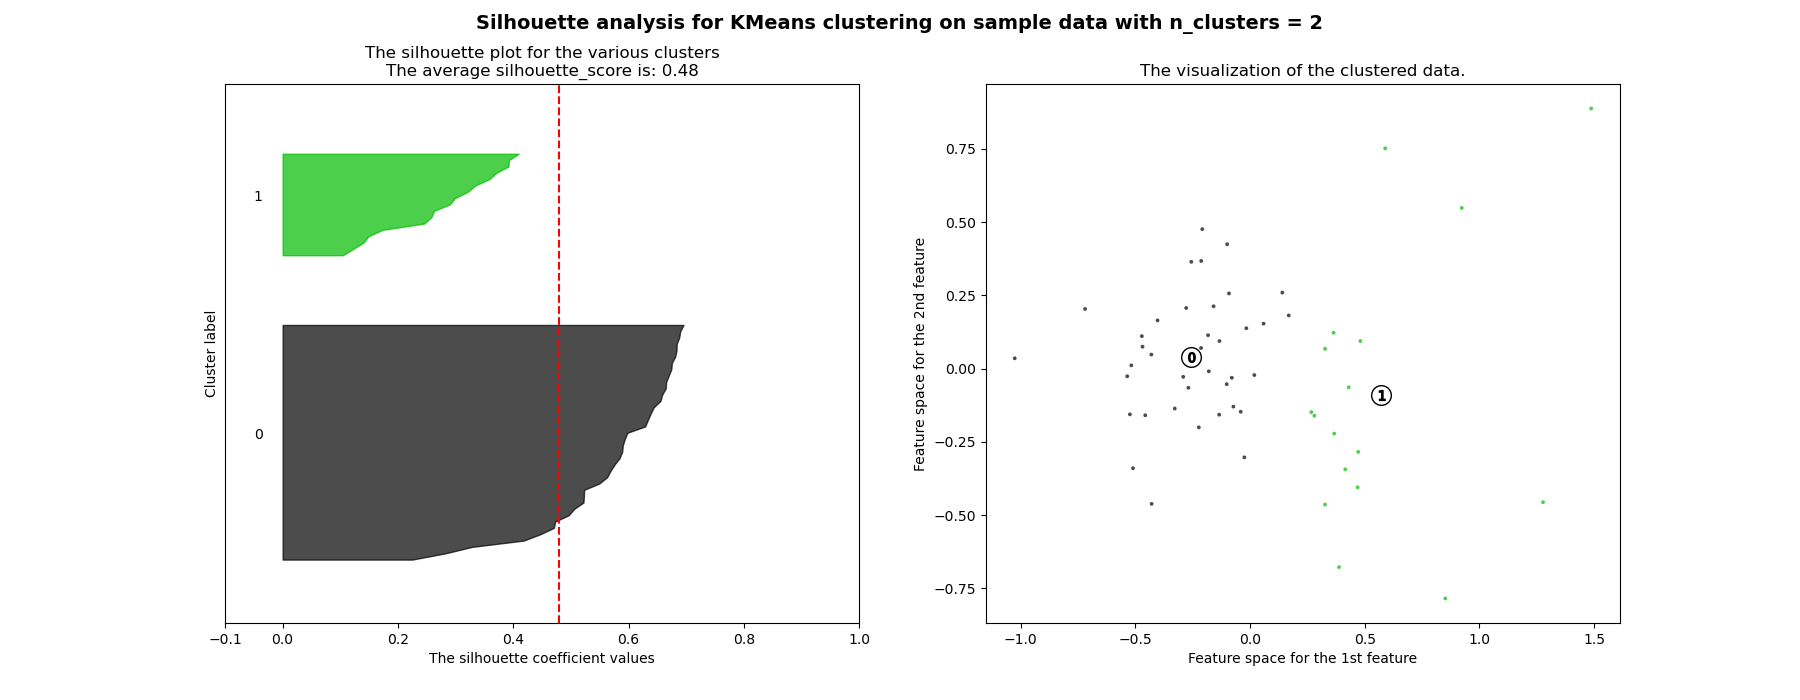 Silhouette analysis for KMeans clustering on sample data with n_clusters = 2
The silhouette plot for the various clusters
The average silhouette_score is: 0.48
1
0
Cluster label
−0.1 0.0 0.2 0.4 0.6 0.8 1.0
The silhouette coefficient values
The visualization of the clustered data.
0.75
0.50
0.25
0.00
−0.25
−0.50
−0.75
Feature space for the 2nd feature
0
1
−1.0 −0.5 0.0 0.5 1.0 1.5
Feature space for the 1st feature